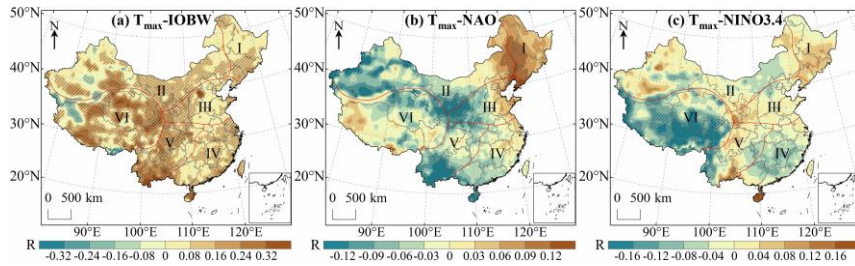 (a) Tmax-IOBW
N
50°N
40°N
30°N
20°N
I
II
III
IV
V
VI
0 500 km
90°E 100°E 110°E 120°E
R
-0.32 -0.24 -0.16 -0.08 0 0.08 0.16 0.24 0.32
(b) Tmax-NAO
N
50°N
40°N
30°N
20°N
I
II
III
IV
V
VI
0 500 km
90°E 100°E 110°E 120°E
R
-0.12 -0.09 -0.06 -0.03 0 0.03 0.06 0.09 0.12
(c) Tmax-NINO3.4
N
50°N
40°N
30°N
20°N
I
II
III
IV
V
VI
0 500 km
90°E 100°E 110°E 120°E
R
-0.16 -0.12 -0.08 -0.04 0 0.04 0.08 0.12 0.16